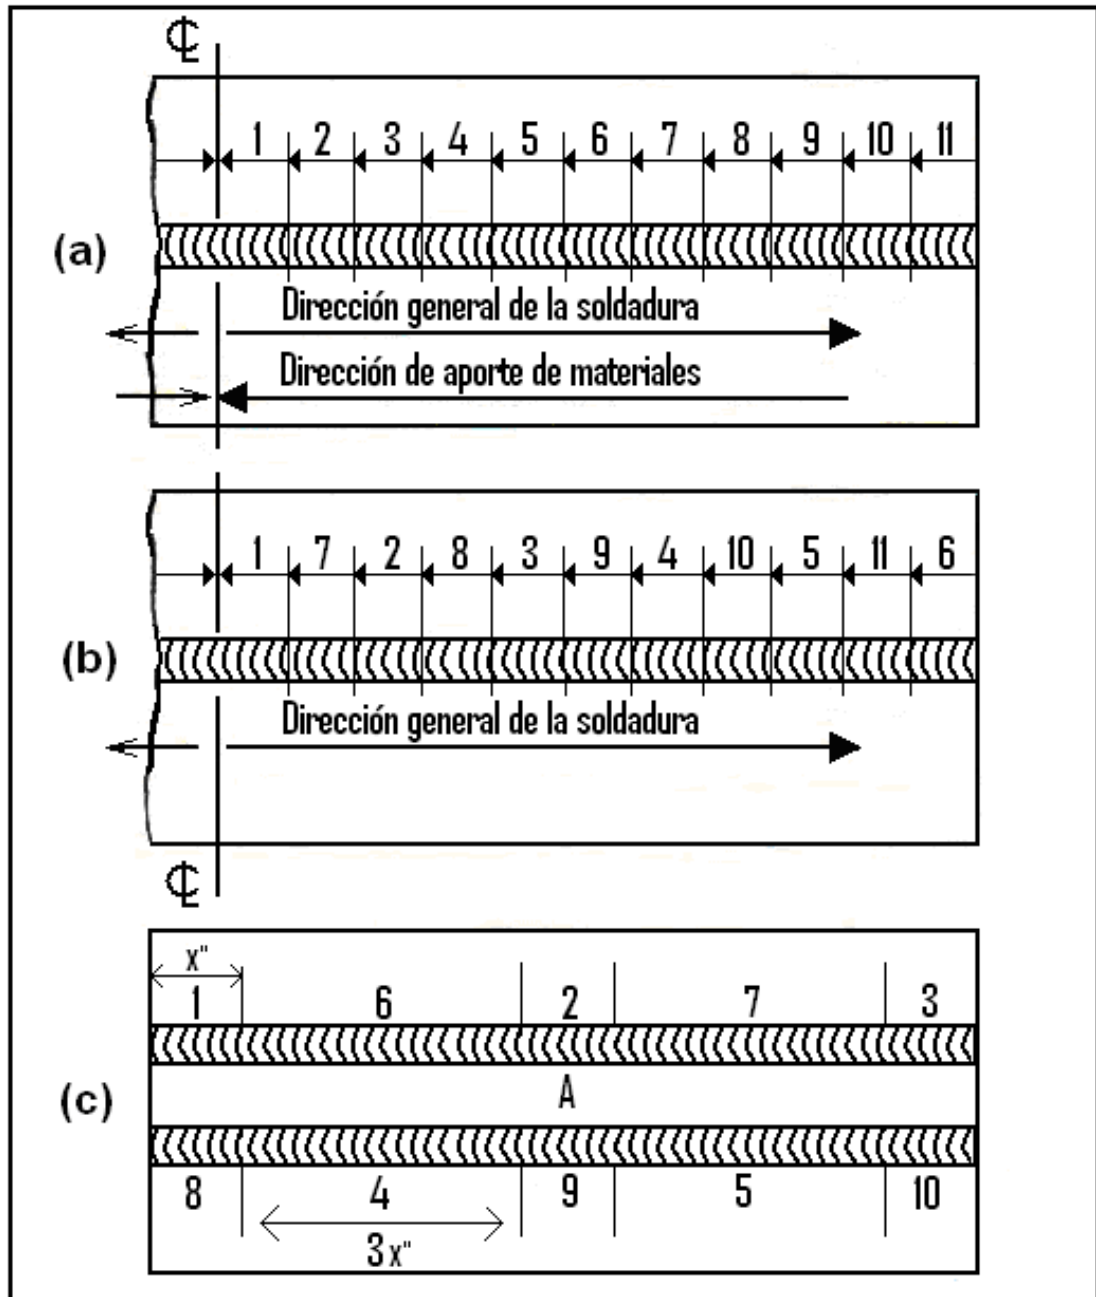 ℄
1 2 3 4 5 6 7 8 9 10 11
(a)
Dirección general de la soldadura
Dirección de aporte de materiales
1 7 2 8 3 9 4 10 5 11 6
(b)
Dirección general de la soldadura
℄
x"
1 6 2 7 3
(c)
A
8 4 9 5 10
3x"